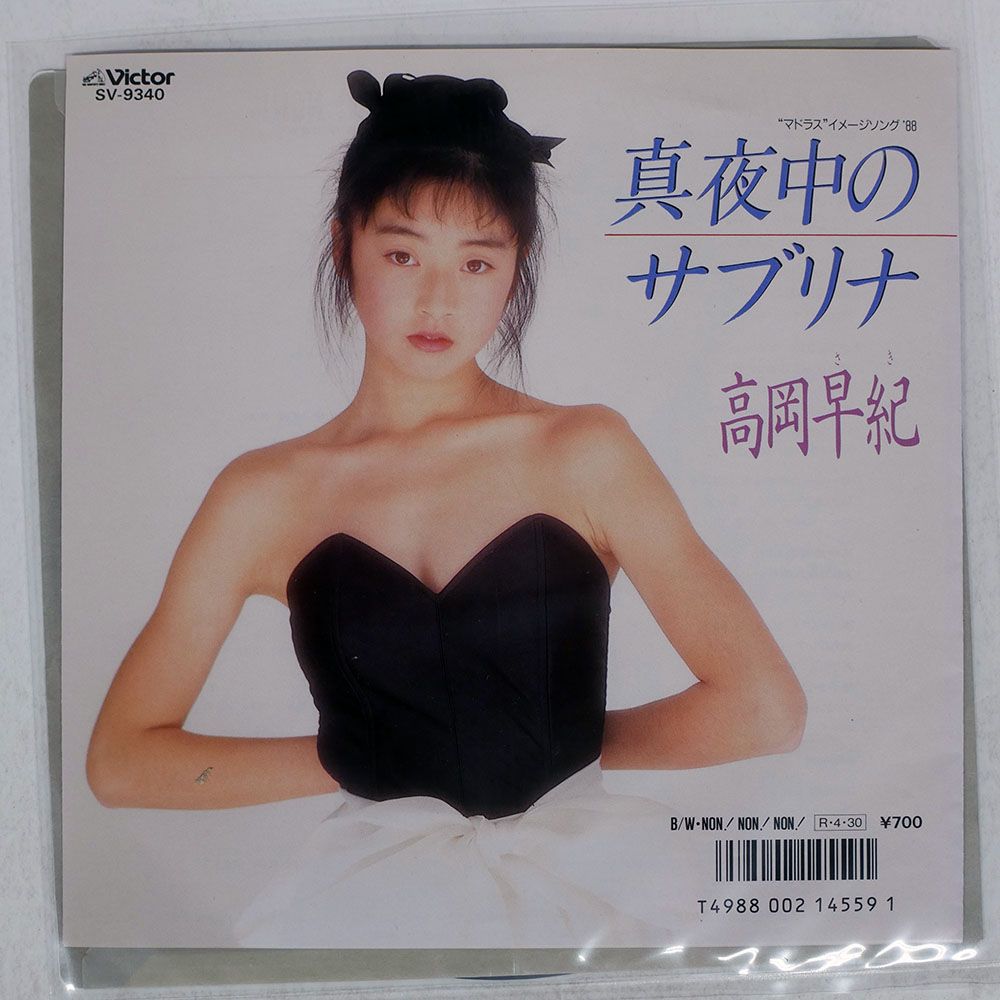 Victor
SV-9340
"マドラス"イメージソング '88
真夜中の
サブリナ
さき
高岡早紀
B/W・NON! NON! NON! R・4・30 ¥700
T4988 002 14559 1